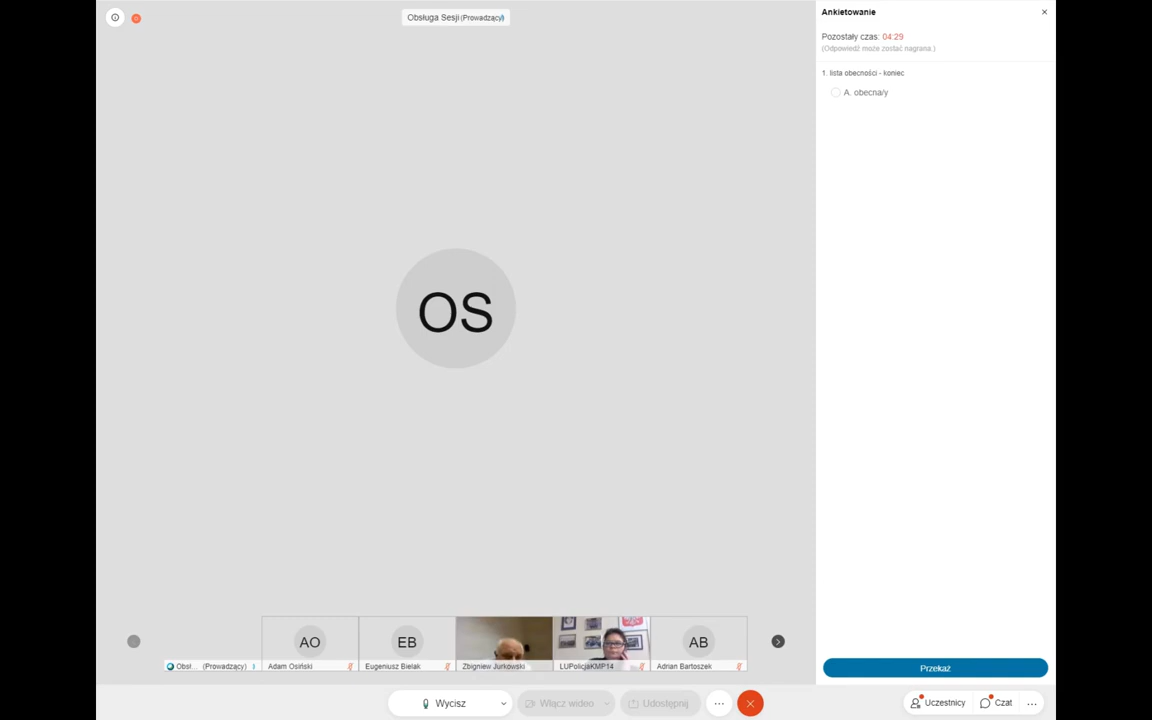 Obsługa Sesji (Prowadzący)
Ankietowanie
Pozostały czas: 04:29
(Odpowiedź może zostać nagrana.)
1. lista obecności - koniec
A. obecna/y
OS
AO
EB
AB
Obsł... (Prowadzący)
Adam Osiński
Eugeniusz Bielak
Zbigniew Jurkowski
LUPolicjaKMP14
Adrian Bartoszek
Przekaż
Wycisz
Włącz wideo
Udostępnij
Uczestnicy
Czat